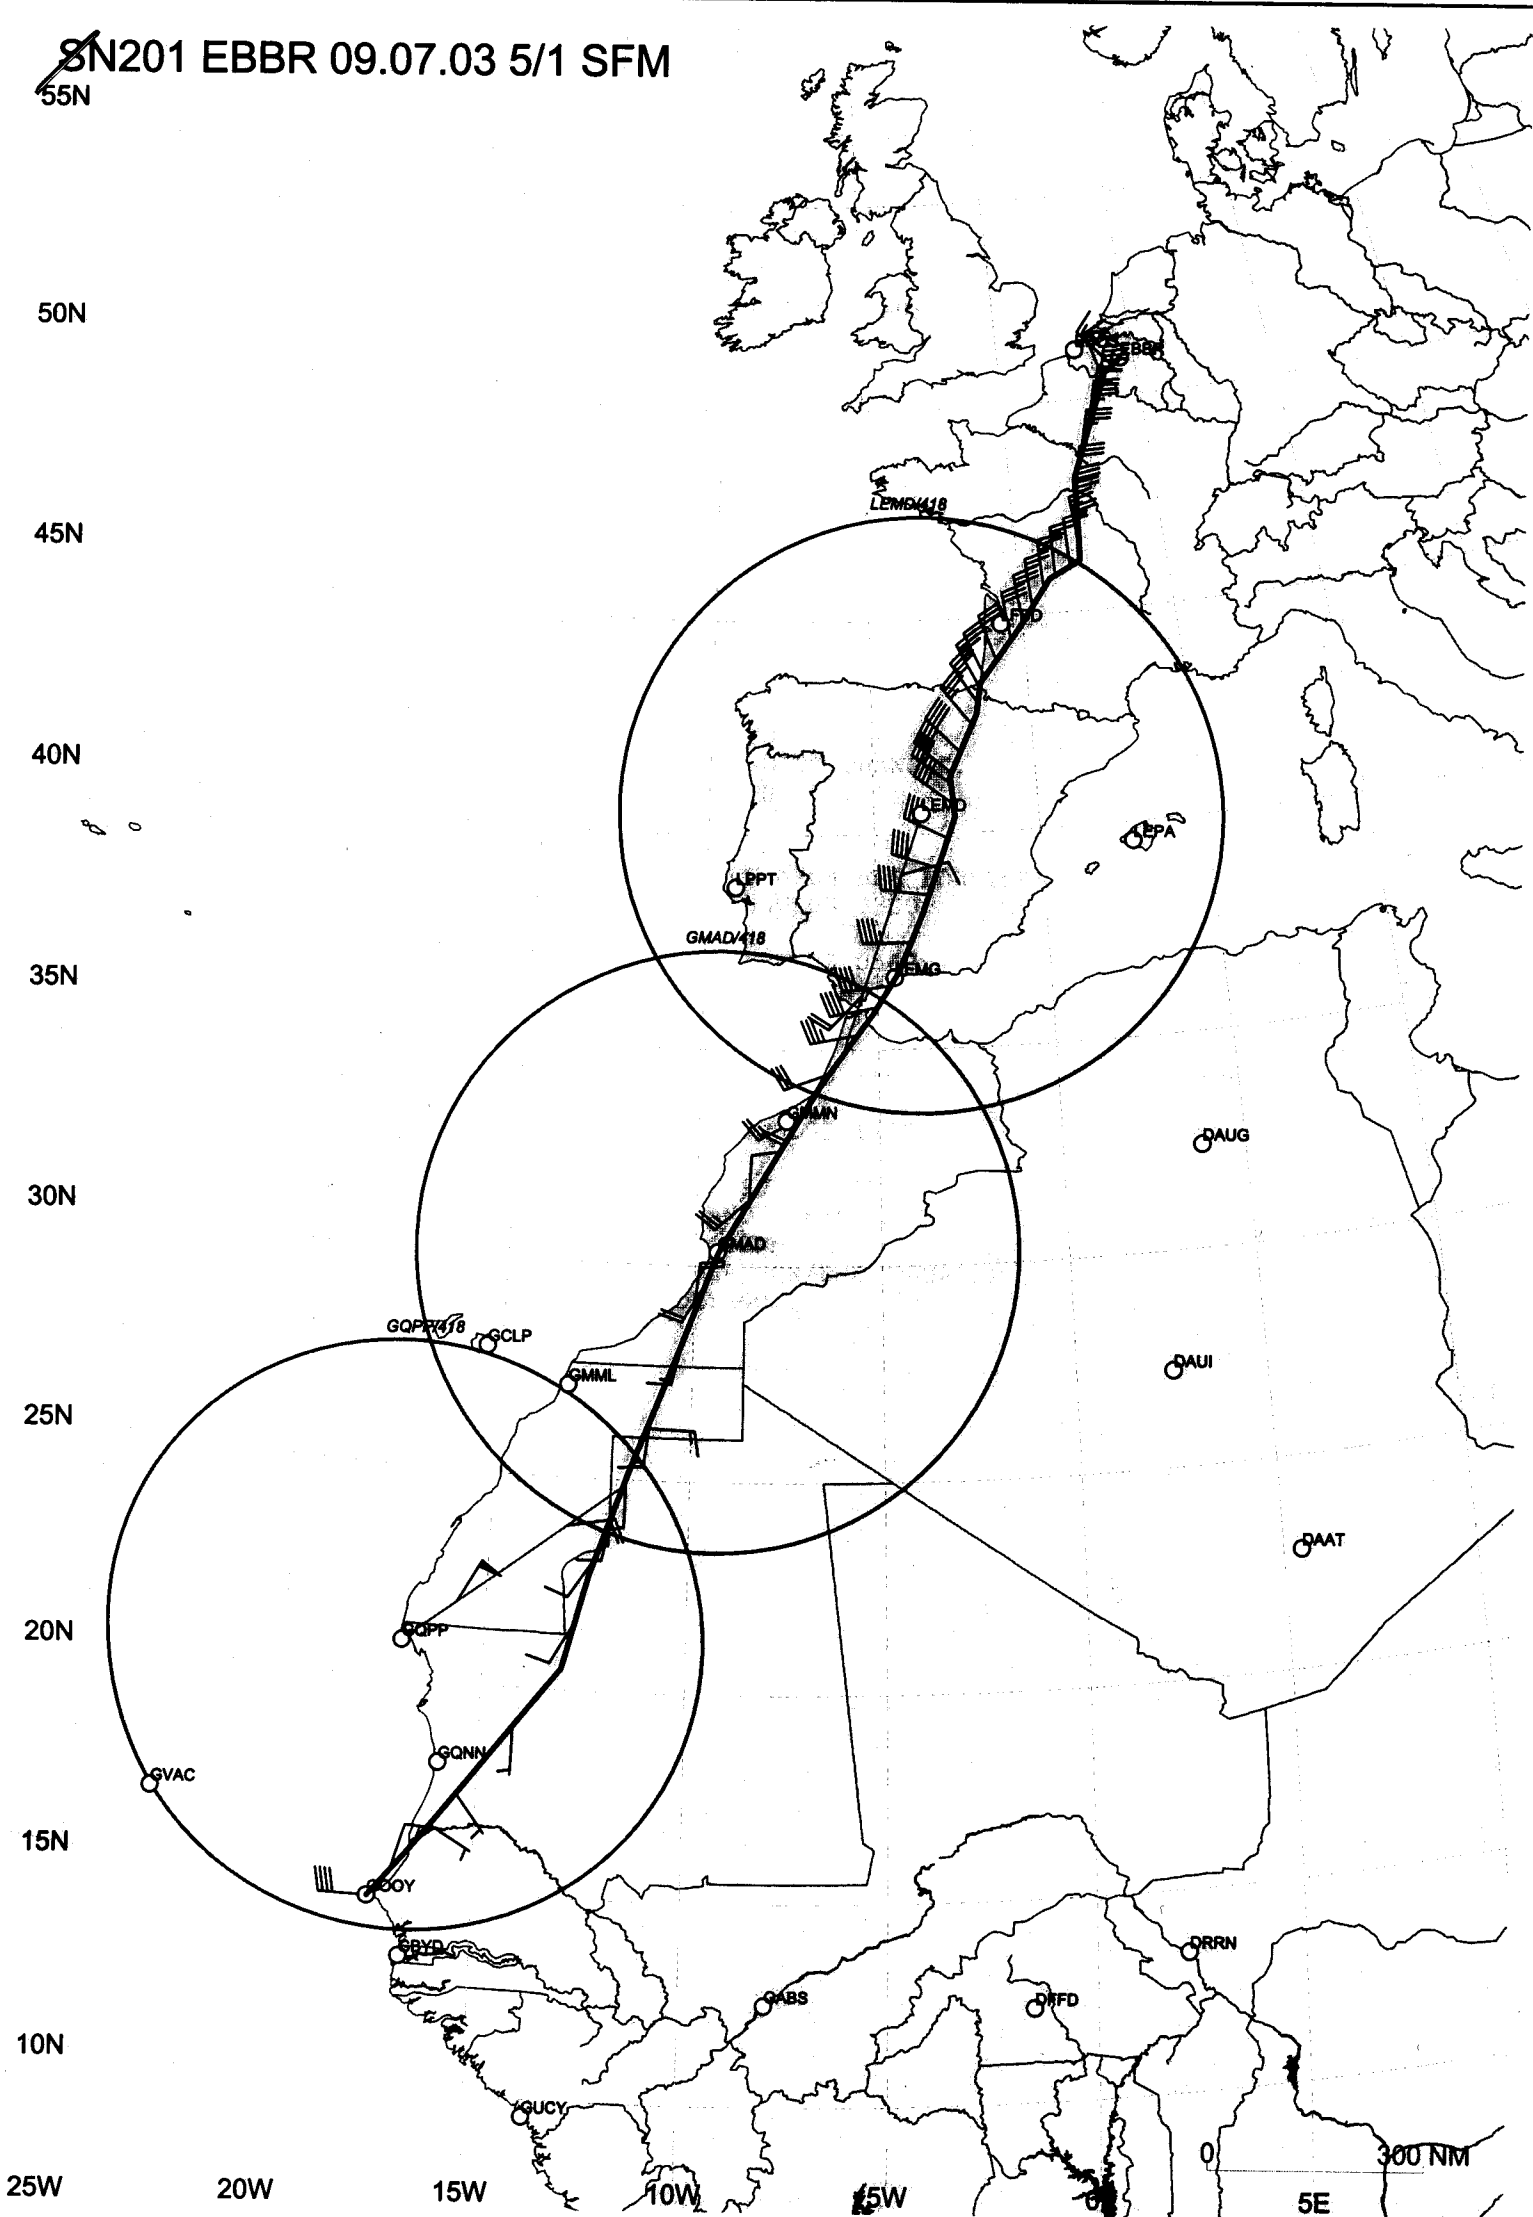 SN201 EBBR 09.07.03 5/1 SFM
55N
50N
EBBR
LEMD/418
45N
LFBD
40N
LEMD
LEPA
LPPT
GMAD/418
35N
LEMG
GMMN
DAUG
30N
GMAD
GQPP/418
GCLP
GMML
DAUI
25N
DAAT
20N
GQPP
GQNN
GVAC
15N
GOOY
GBYD
DRRN
GABS
DFFD
10N
GUCY
0 300 NM
25W 20W 15W 10W 5W 0 5E